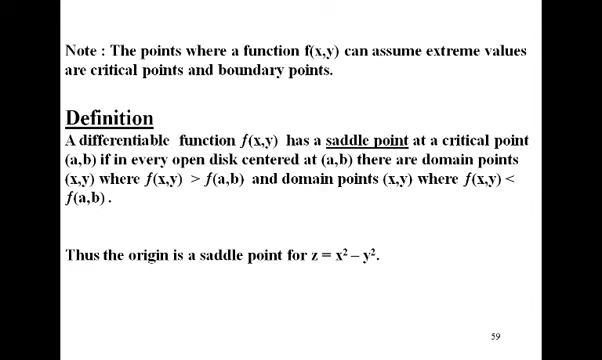 Note : The points where a function f(x,y) can assume extreme values
are critical points and boundary points.
Definition
A differentiable function ƒ(x,y) has a saddle point at a critical point
(a,b) if in every open disk centered at (a,b) there are domain points
(x,y) where ƒ(x,y) > ƒ(a,b) and domain points (x,y) where ƒ(x,y) <
ƒ(a,b) .
Thus the origin is a saddle point for z = x² – y².
59